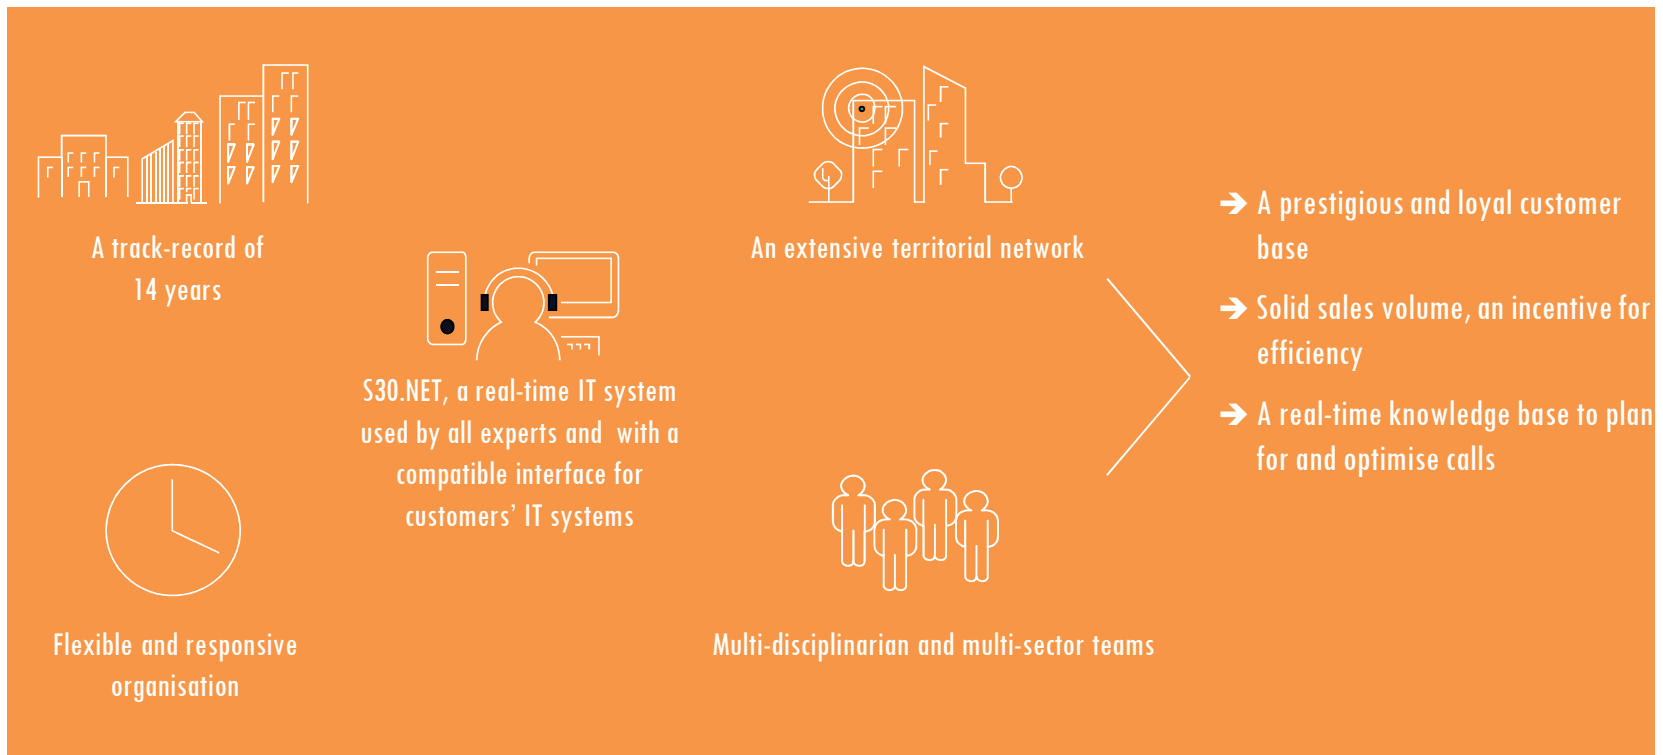 A track-record of
14 years
S30.NET, a real-time IT system
used by all experts and with a
compatible interface for
customers’ IT systems
Flexible and responsive
organisation
An extensive territorial network
Multi-disciplinarian and multi-sector teams
➔ A prestigious and loyal customer
base
➔ Solid sales volume, an incentive for
efficiency
➔ A real-time knowledge base to plan
for and optimise calls